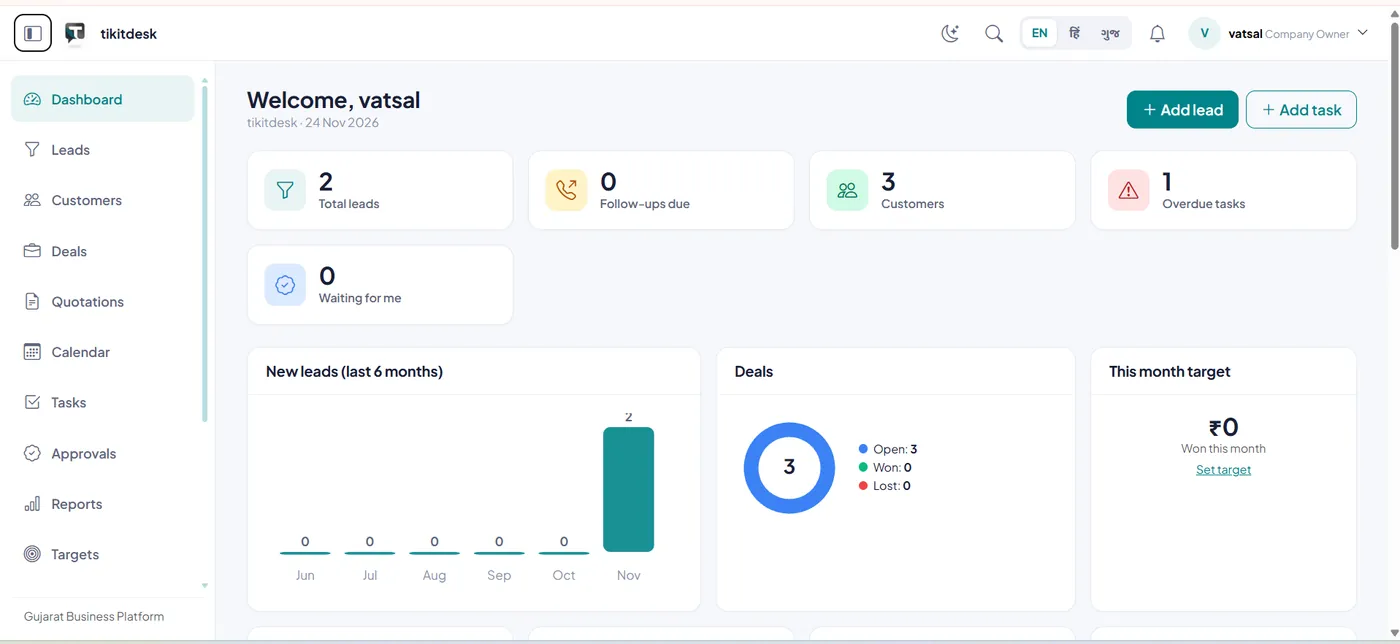 tikitdesk
EN हिं ગુજ
V vatsal Company Owner
Dashboard
Leads
Customers
Deals
Quotations
Calendar
Tasks
Approvals
Reports
Targets
Gujarat Business Platform
Welcome, vatsal
tikitdesk · 24 Nov 2026
+ Add lead
+ Add task
2
Total leads
0
Follow-ups due
3
Customers
1
Overdue tasks
0
Waiting for me
New leads (last 6 months)
2
0 0 0 0 0
Jun Jul Aug Sep Oct Nov
Deals
3
Open: 3
Won: 0
Lost: 0
This month target
₹0
Won this month
Set target